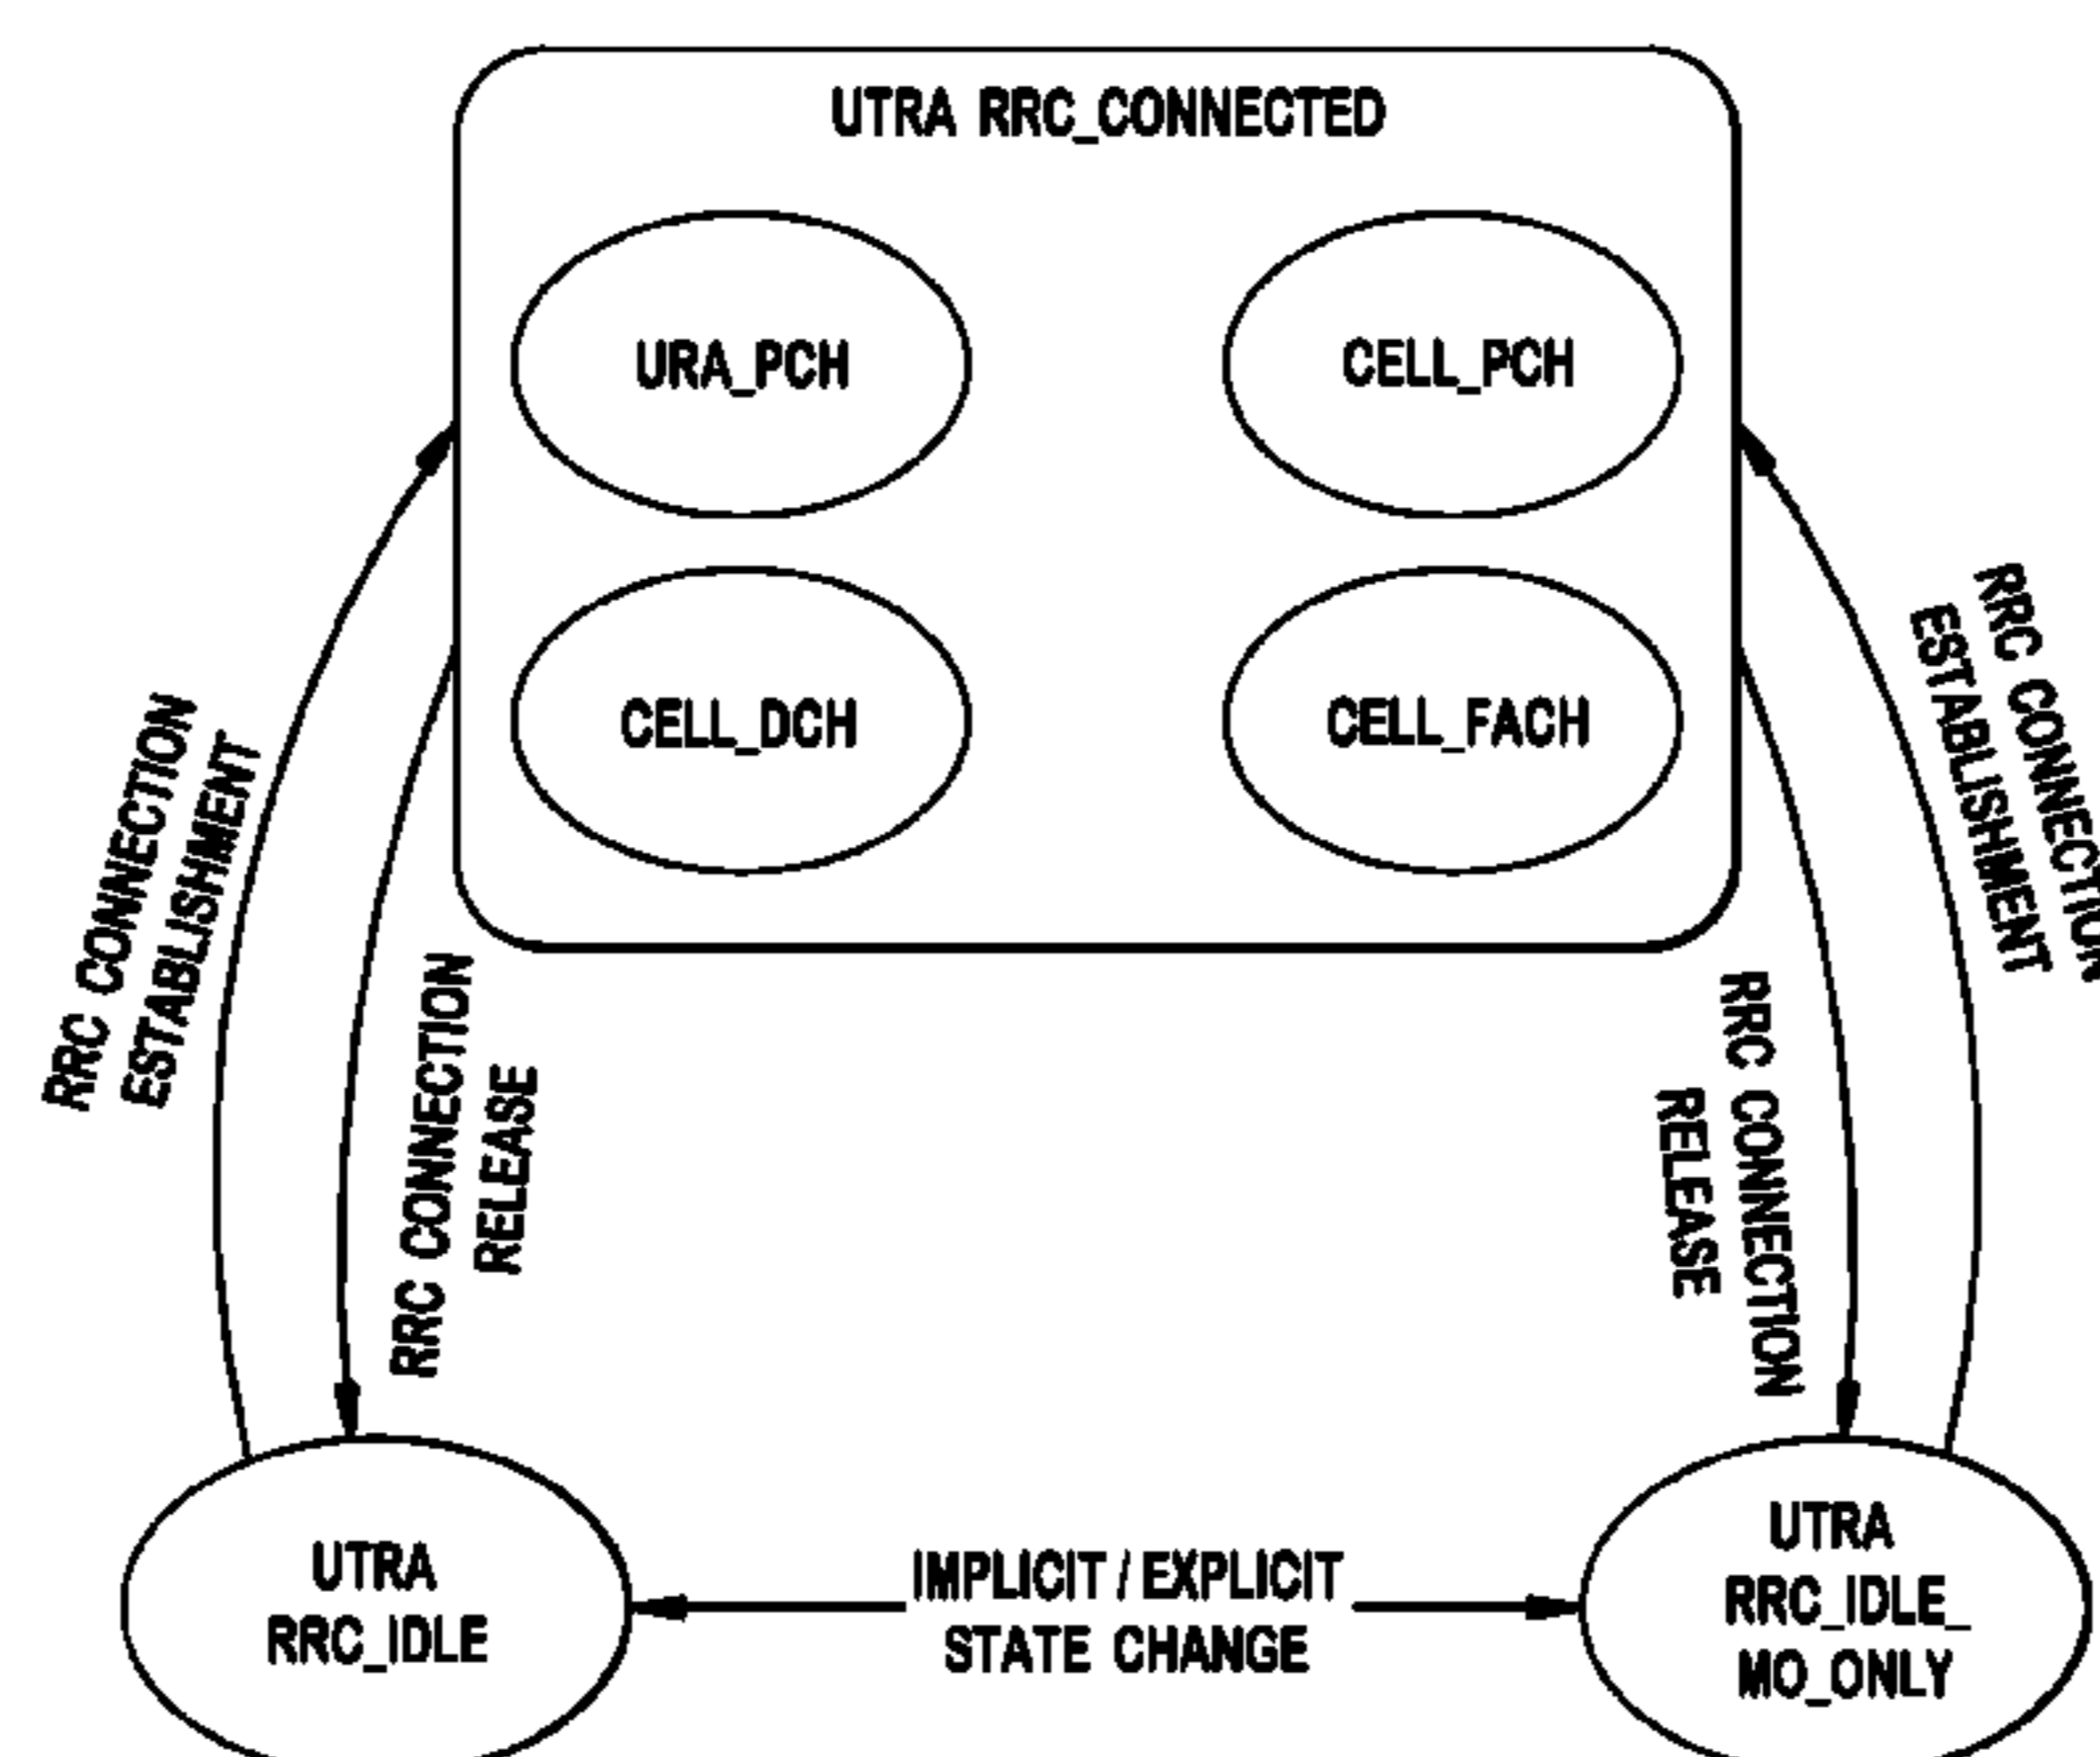 UTRA RRC_CONNECTED
URA_PCH
CELL_PCH
CELL_DCH
CELL_FACH
RRC CONNECTION
ESTABLISHMENT
RRC CONNECTION
RELEASE
RRC CONNECTION
RELEASE
RRC CONNECTION
ESTABLISHMENT
UTRA
RRC_IDLE
IMPLICIT / EXPLICIT
STATE CHANGE
UTRA
RRC_IDLE_
MO_ONLY